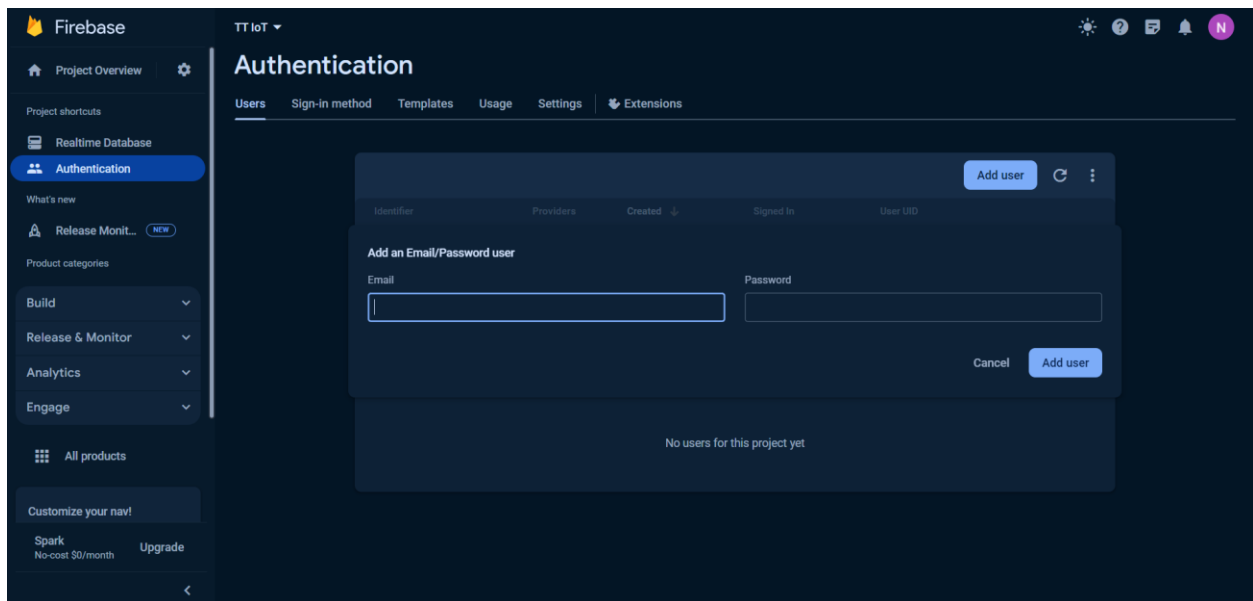 Firebase
Project Overview
Project shortcuts
Realtime Database
Authentication
What's new
Release Monit... NEW
Product categories
Build
Release & Monitor
Analytics
Engage
All products
Customize your nav!
Spark
No-cost $0/month
Upgrade
TT IoT
N
Authentication
Users Sign-in method Templates Usage Settings Extensions
Add user
Identifier Providers Created Signed In User UID
Add an Email/Password user
Email Password
Cancel Add user
No users for this project yet